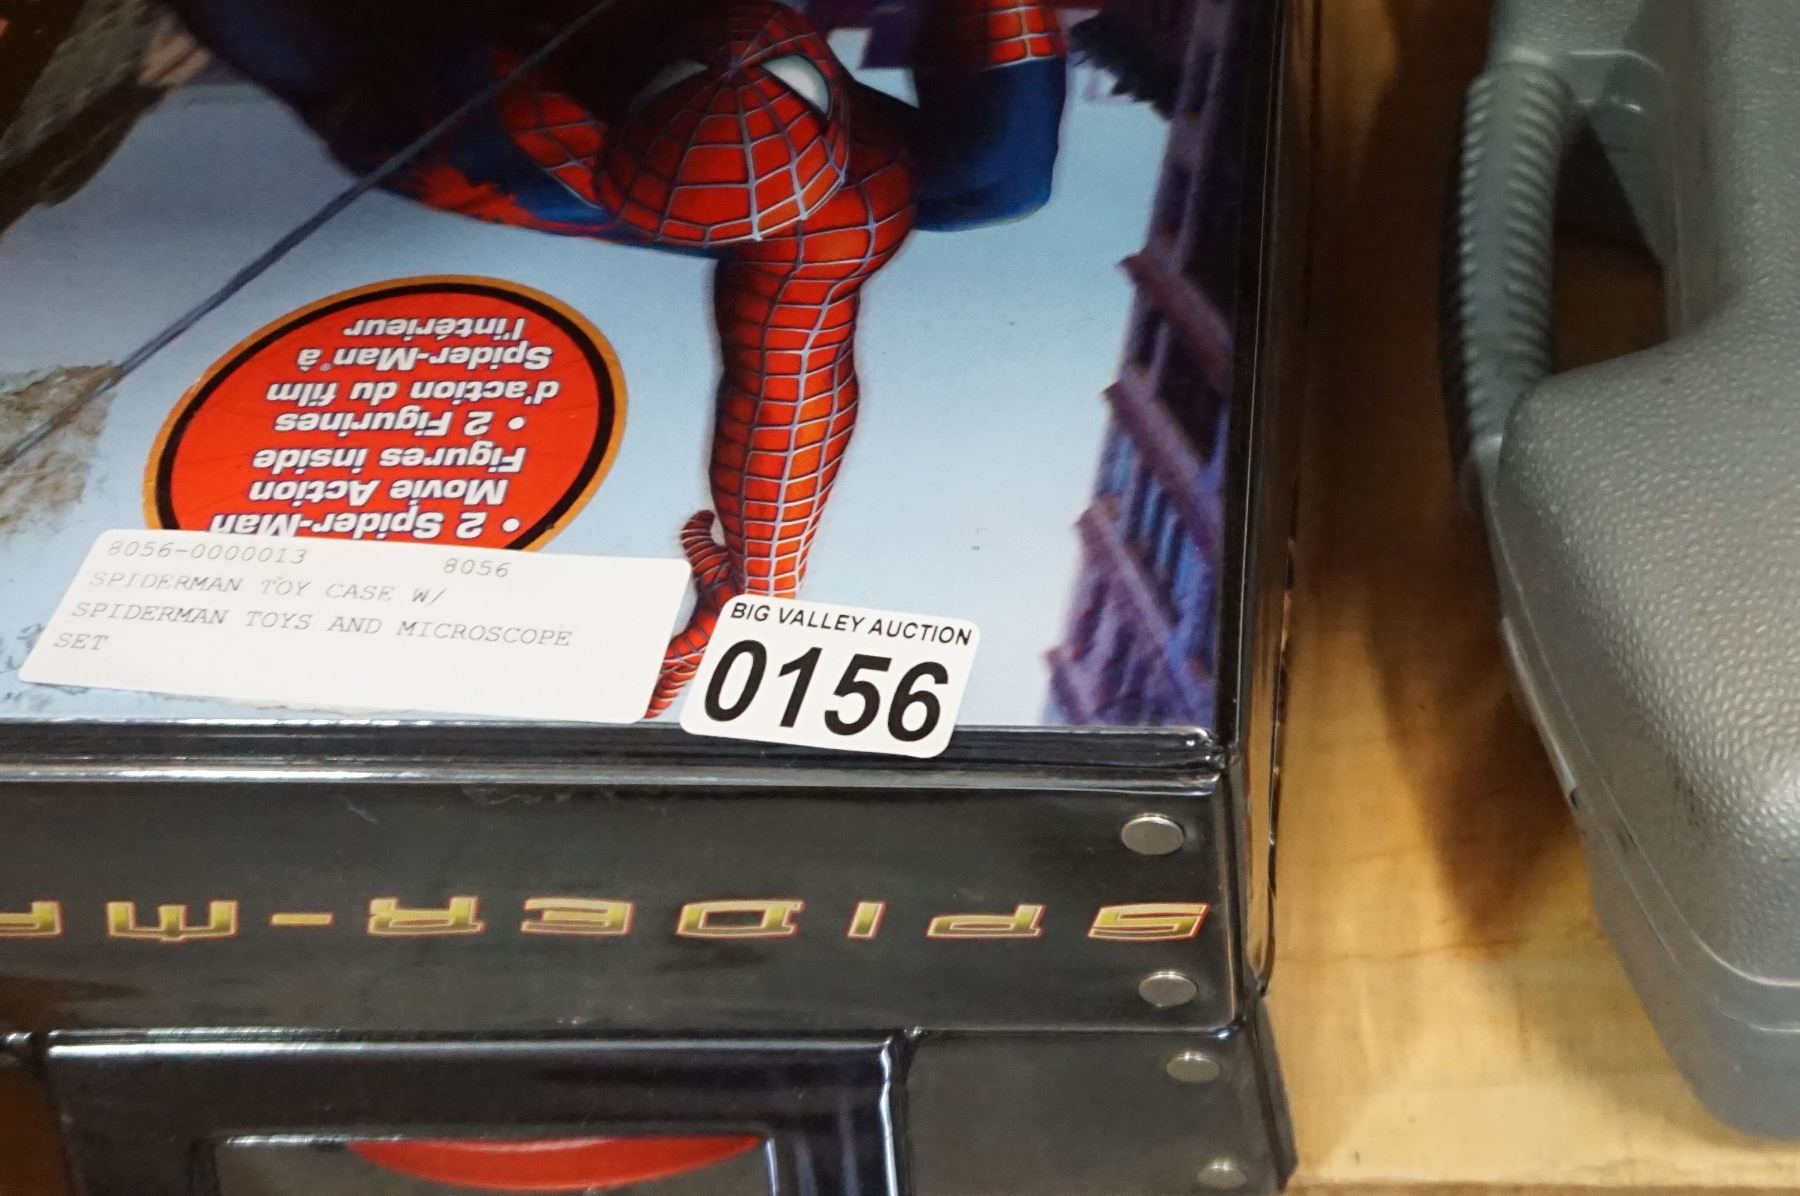 • 2 Spider-Man
Movie Action
Figures inside
• 2 Figurines
d'action du film
Spider-Man® à
l'intérieur
8056-0000013 8056
SPIDERMAN TOY CASE W/
SPIDERMAN TOYS AND MICROSCOPE
SET
BIG VALLEY AUCTION
0156
SPIDER-